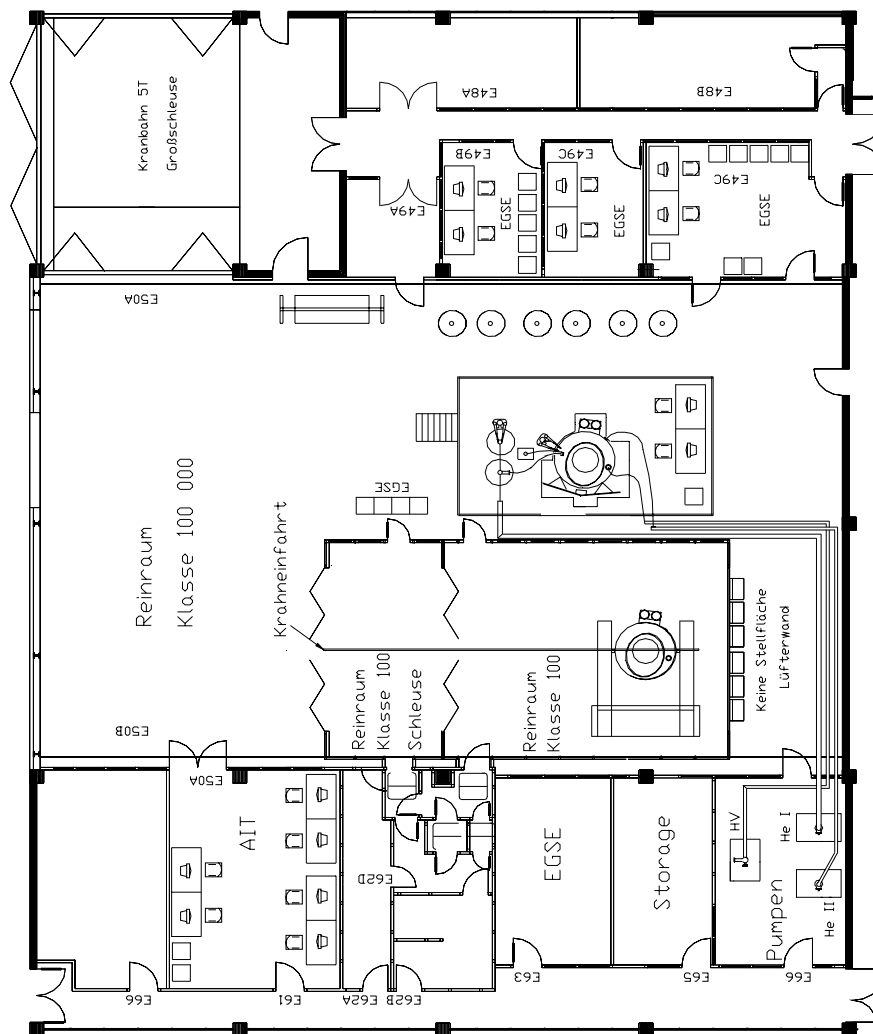 Kranbahn 5T
Großschleuse
E48A
E48B
E49B
E49C
E49C
E49A
EGSE
EGSE
EGSE
E50A
EGSE
Reinraum
Klasse 100 000
Krahneinfahrt
Reinraum
Klasse 100
Schleuse
Reinraum
Klasse 100
Keine Stellfläche
Lüfterwand
E50B
E50A
AIT
E62D
EGSE
Storage
Pumpen
HV
He I
He II
E66
E61
E62A
E62B
E63
E65
E66